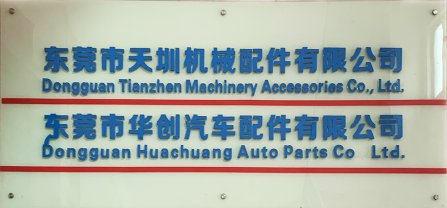 东莞市天圳机械配件有限公司
Dongguan Tianzhen Machinery Accessories Co., Ltd.
东莞市华创汽车配件有限公司
Dongguan Huachuang Auto Parts Co Ltd.